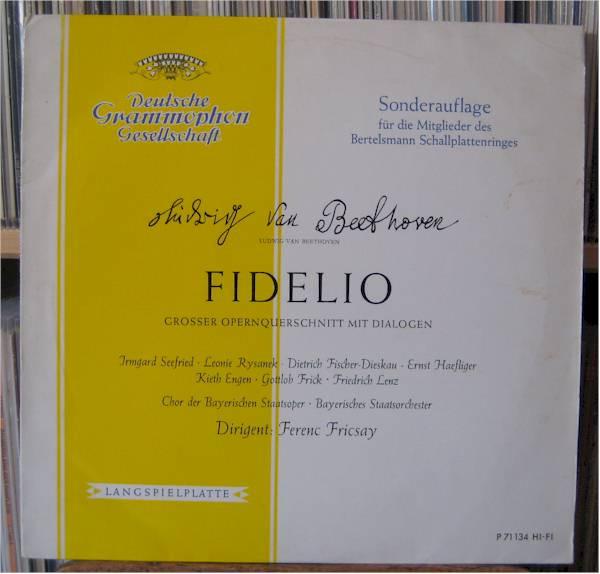 Deutsche
Grammophon
Gesellschaft
Sonderauflage
für die Mitglieder des
Bertelsmann Schallplattenringes
Ludwig van Beethoven
LUDWIG VAN BEETHOVEN
FIDELIO
GROSSER OPERNQUERSCHNITT MIT DIALOGEN
Irmgard Seefried · Leonie Rysanek · Dietrich Fischer-Dieskau · Ernst Haefliger
Kieth Engen · Gottlob Frick · Friedrich Lenz
Chor der Bayerischen Staatsoper · Bayerisches Staatsorchester
Dirigent: Ferenc Fricsay
LANGSPIELPLATTE
P 71134 HI-FI